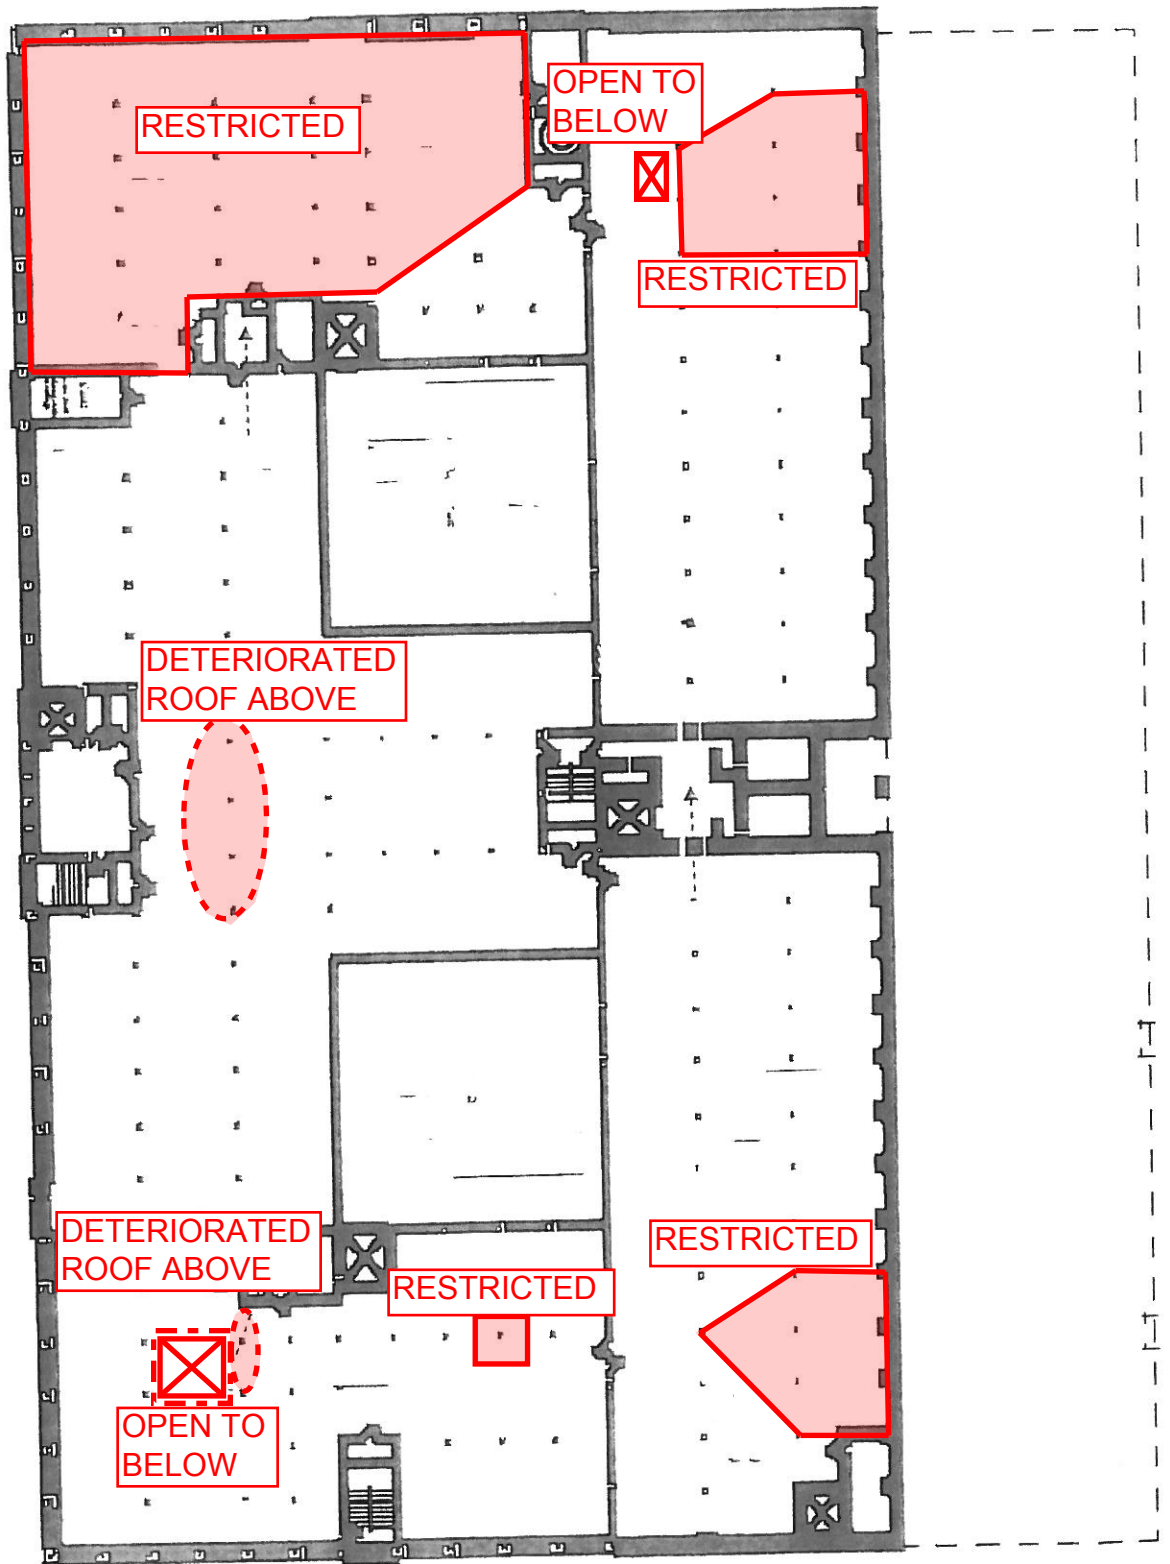 OPEN TO
BELOW
RESTRICTED
RESTRICTED
DETERIORATED
ROOF ABOVE
DETERIORATED
ROOF ABOVE
RESTRICTED
RESTRICTED
OPEN TO
BELOW